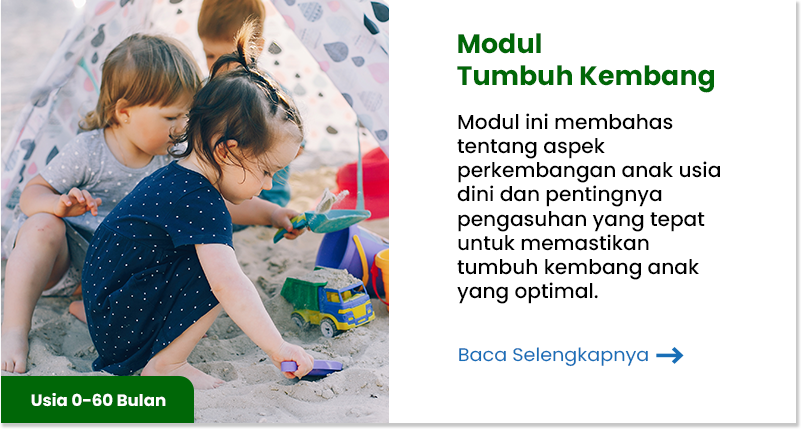 Modul
Tumbuh Kembang
Modul ini membahas
tentang aspek
perkembangan anak usia
dini dan pentingnya
pengasuhan yang tepat
untuk memastikan
tumbuh kembang anak
yang optimal.
Baca Selengkapnya
Usia 0-60 Bulan